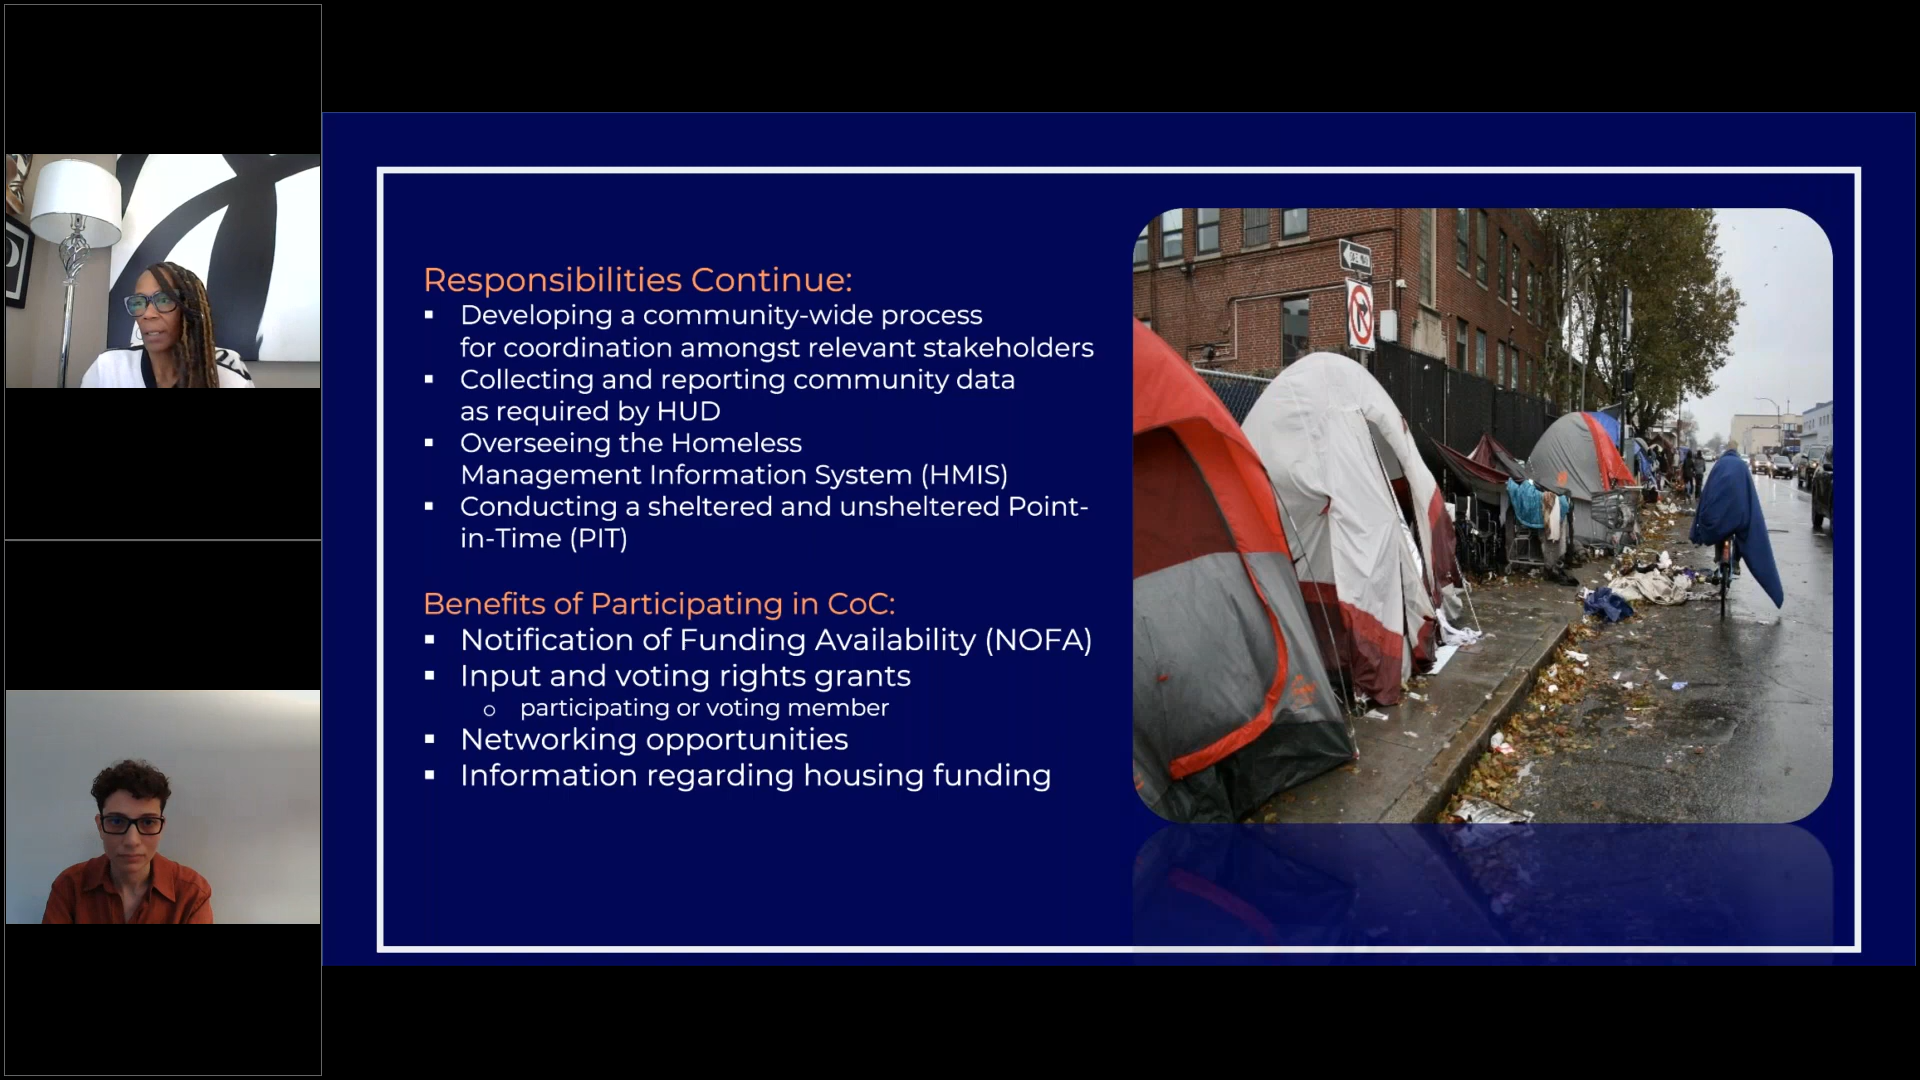 Responsibilities Continue:
▪ Developing a community-wide process
for coordination amongst relevant stakeholders
▪ Collecting and reporting community data
as required by HUD
▪ Overseeing the Homeless
Management Information System (HMIS)
▪ Conducting a sheltered and unsheltered Point-
in-Time (PIT)
Benefits of Participating in CoC:
▪ Notification of Funding Availability (NOFA)
▪ Input and voting rights grants
o participating or voting member
▪ Networking opportunities
▪ Information regarding housing funding